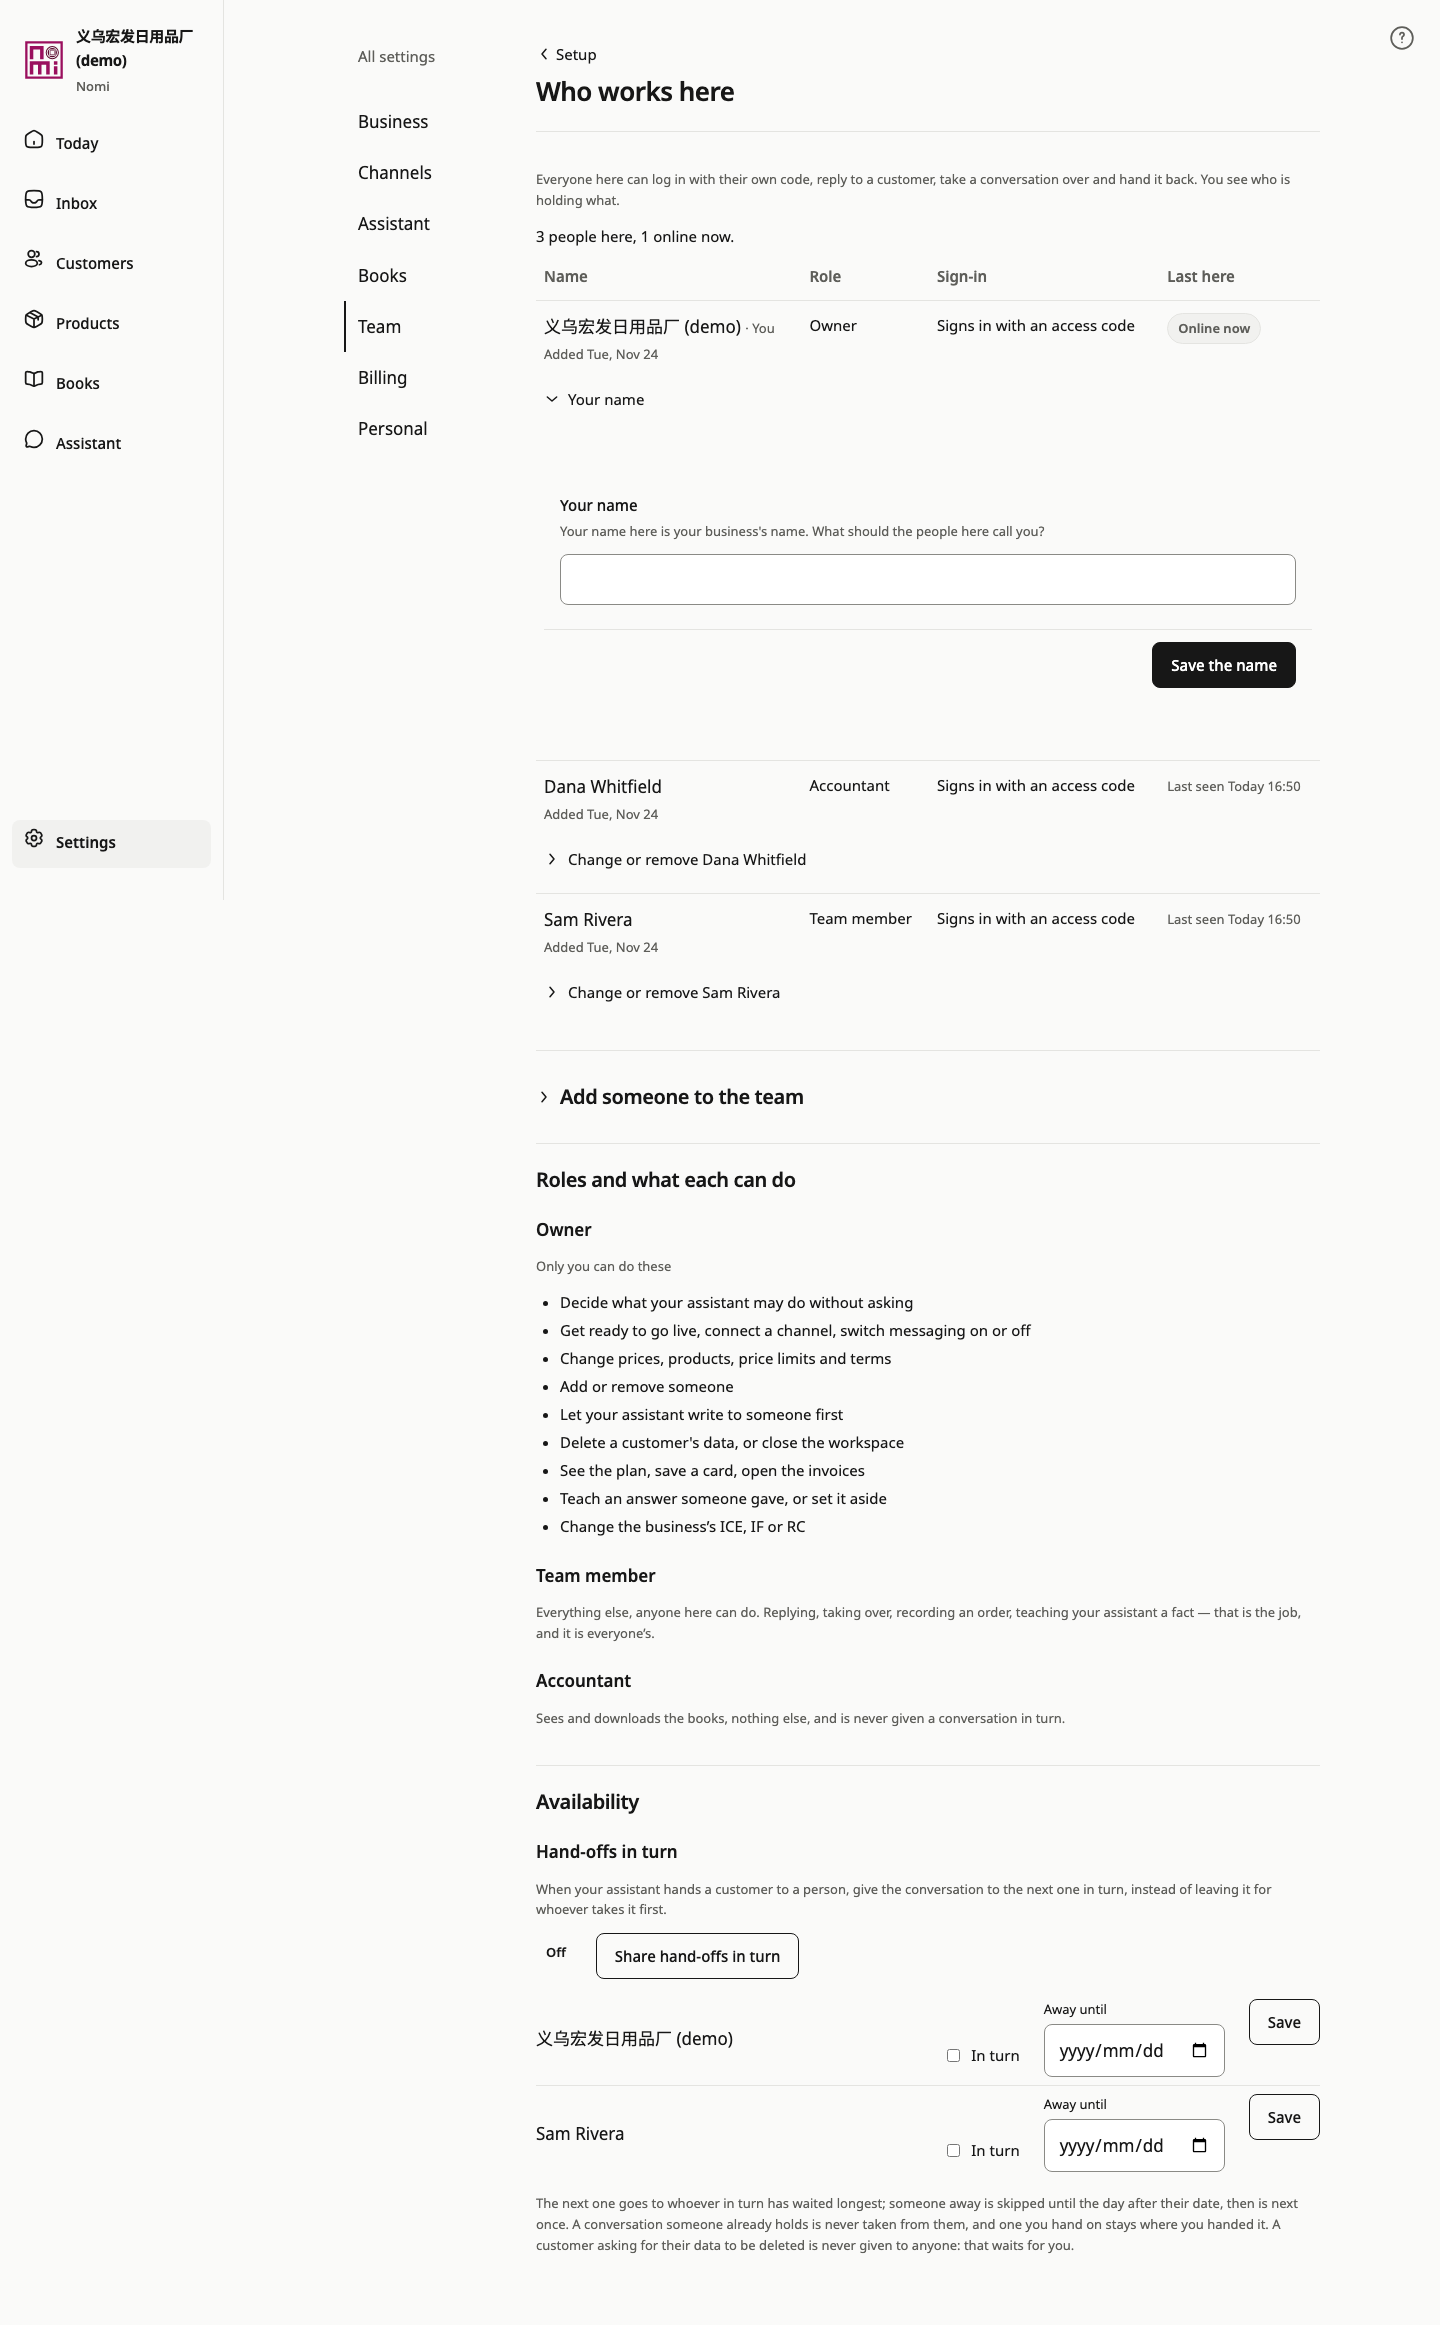 义乌宏发日用品厂
(demo)
Nomi
Today
Inbox
Customers
Products
Books
Assistant
Settings
All settings
Business
Channels
Assistant
Books
Team
Billing
Personal
Setup
Who works here
Everyone here can log in with their own code, reply to a customer, take a conversation over and hand it back. You see who is
holding what.
3 people here, 1 online now.
Name Role Sign-in Last here
义乌宏发日用品厂 (demo) · You Owner Signs in with an access code Online now
Added Tue, Nov 24
Your name
Your name
Your name here is your business's name. What should the people here call you?
Save the name
Dana Whitfield Accountant Signs in with an access code Last seen Today 16:50
Added Tue, Nov 24
Change or remove Dana Whitfield
Sam Rivera Team member Signs in with an access code Last seen Today 16:50
Added Tue, Nov 24
Change or remove Sam Rivera
Add someone to the team
Roles and what each can do
Owner
Only you can do these
• Decide what your assistant may do without asking
• Get ready to go live, connect a channel, switch messaging on or off
• Change prices, products, price limits and terms
• Add or remove someone
• Let your assistant write to someone first
• Delete a customer's data, or close the workspace
• See the plan, save a card, open the invoices
• Teach an answer someone gave, or set it aside
• Change the business’s ICE, IF or RC
Team member
Everything else, anyone here can do. Replying, taking over, recording an order, teaching your assistant a fact — that is the job,
and it is everyone’s.
Accountant
Sees and downloads the books, nothing else, and is never given a conversation in turn.
Availability
Hand-offs in turn
When your assistant hands a customer to a person, give the conversation to the next one in turn, instead of leaving it for
whoever takes it first.
Off Share hand-offs in turn
义乌宏发日用品厂 (demo) In turn Away until yyyy/mm/dd Save
Sam Rivera In turn Away until yyyy/mm/dd Save
The next one goes to whoever in turn has waited longest; someone away is skipped until the day after their date, then is next
once. A conversation someone already holds is never taken from them, and one you hand on stays where you handed it. A
customer asking for their data to be deleted is never given to anyone: that waits for you.